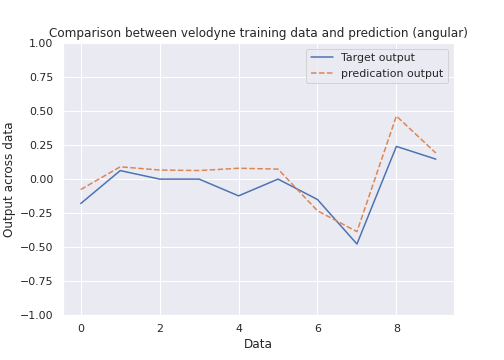 Comparison between velodyne training data and prediction (angular)
1.00
0.75
0.50
0.25
0.00
−0.25
−0.50
−0.75
−1.00
Output across data
Target output
predication output
0 2 4 6 8
Data